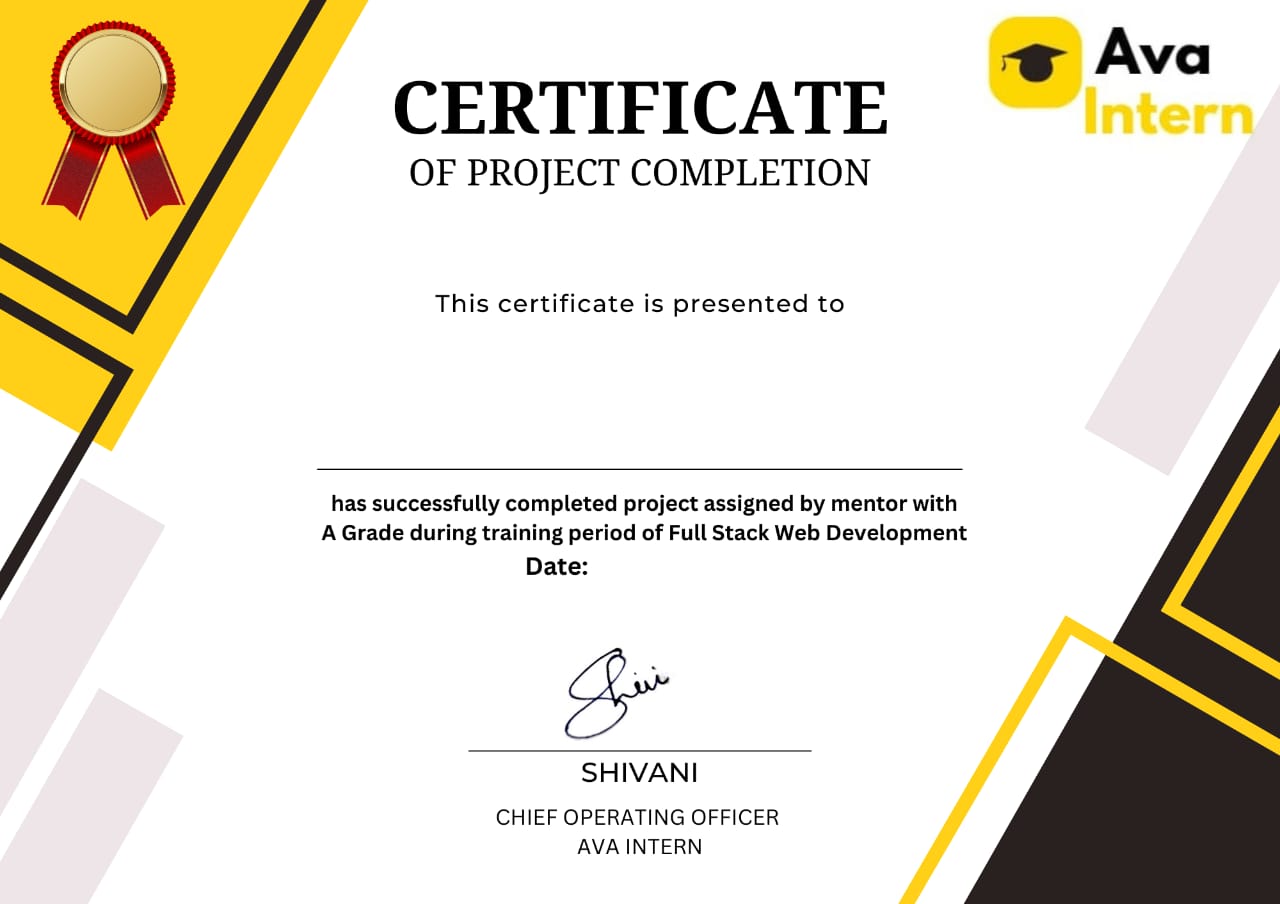 Ava
Intern
CERTIFICATE
OF PROJECT COMPLETION
This certificate is presented to
has successfully completed project assigned by mentor with
A Grade during training period of Full Stack Web Development
Date:
Shivi
SHIVANI
CHIEF OPERATING OFFICER
AVA INTERN